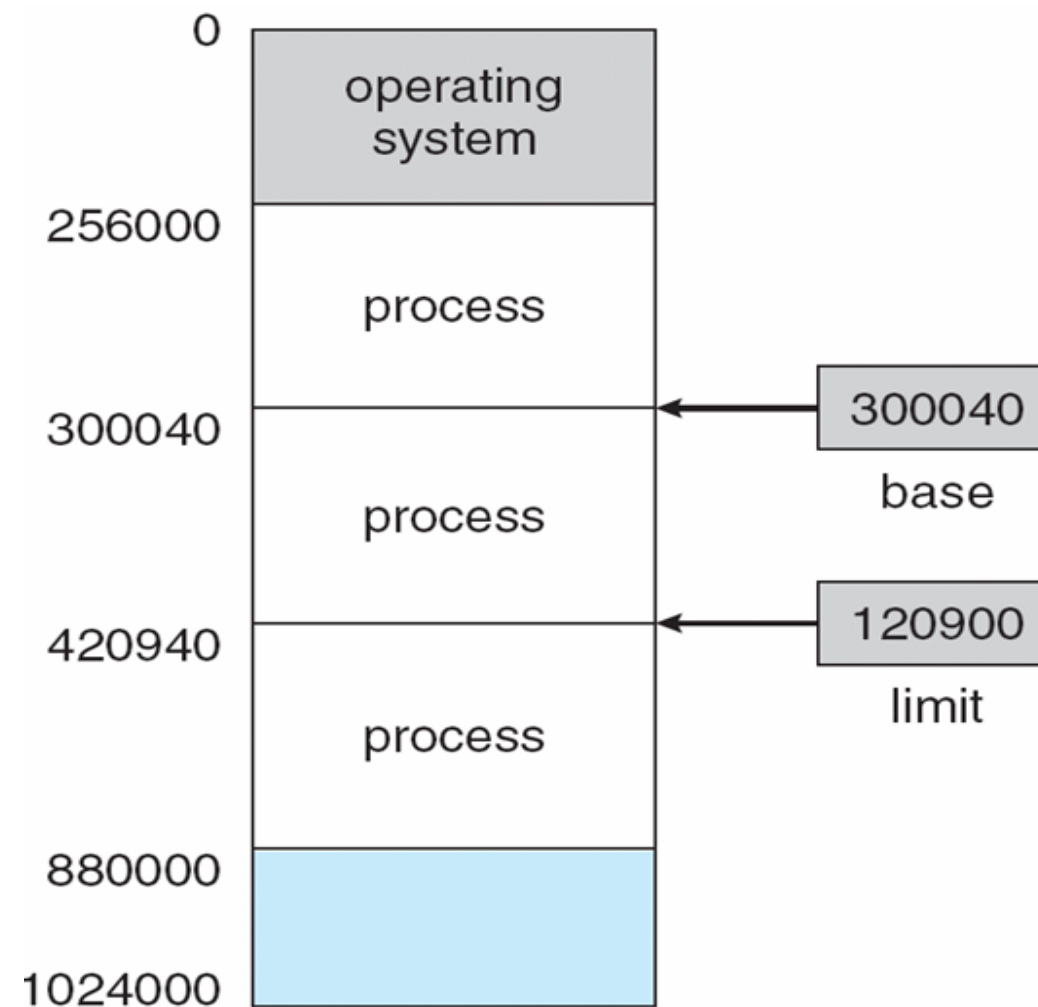 0
operating
system
256000
process
300040
300040
base
process
120900
420940
limit
process
880000
1024000